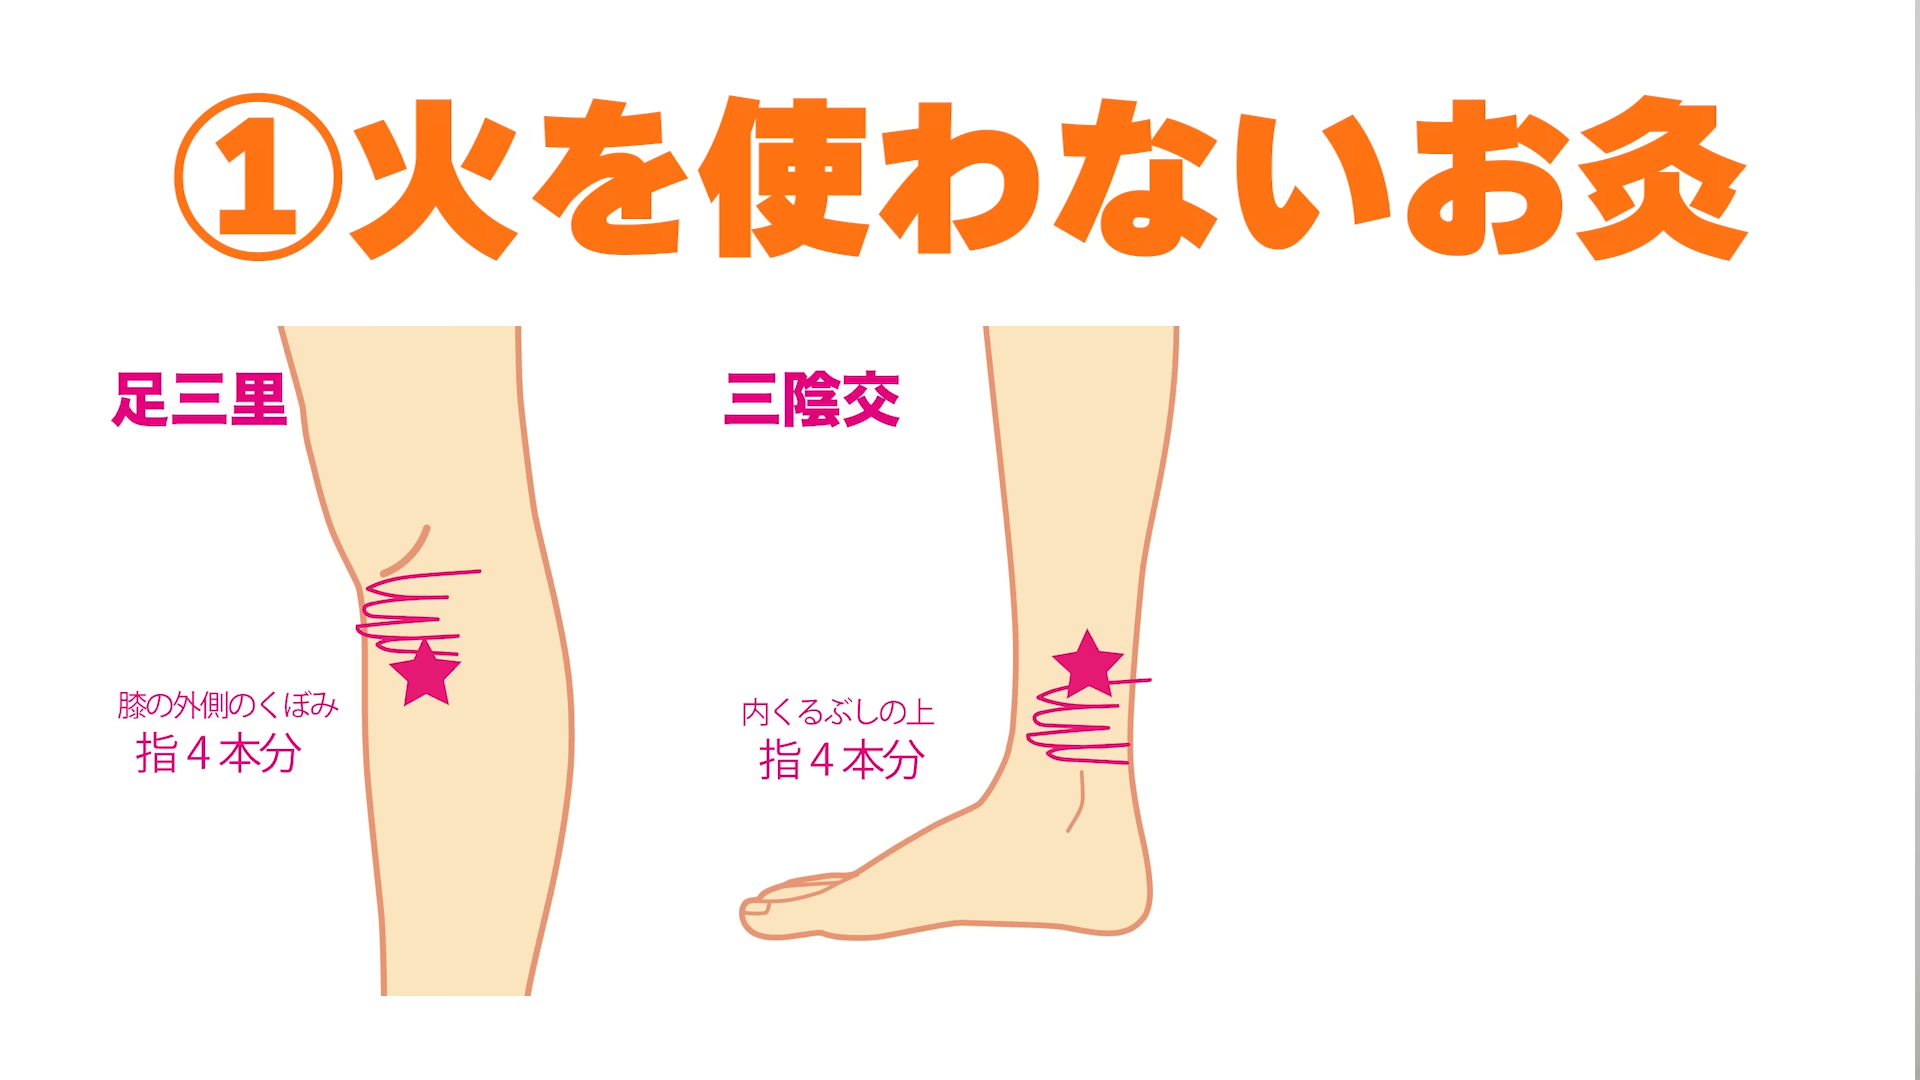 ①火を使わないお灸
足三里
膝の外側のくぼみ
指4本分
三陰交
内くるぶしの上
指4本分